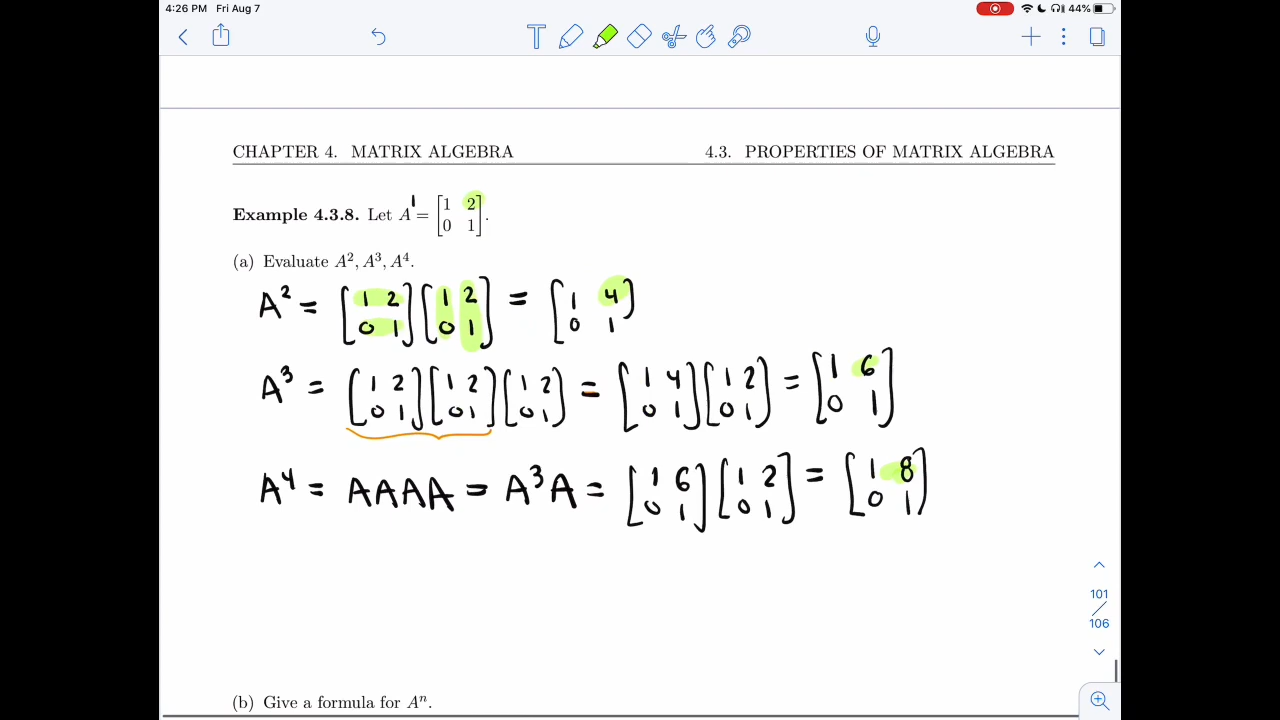 4:26 PM Fri Aug 7 44%
T
CHAPTER 4. MATRIX ALGEBRA 4.3. PROPERTIES OF MATRIX ALGEBRA
Example 4.3.8. Let A¹ = [1 2; 0 1].
(a) Evaluate A², A³, A⁴.
A² = [1 2; 0 1] [1 2; 0 1] = [1 4; 0 1]
A³ = [1 2; 0 1] [1 2; 0 1] [1 2; 0 1] = [1 4; 0 1] [1 2; 0 1] = [1 6; 0 1]
A⁴ = AAAA = A³A = [1 6; 0 1] [1 2; 0 1] = [1 8; 0 1]
101
/
106
(b) Give a formula for Aⁿ.